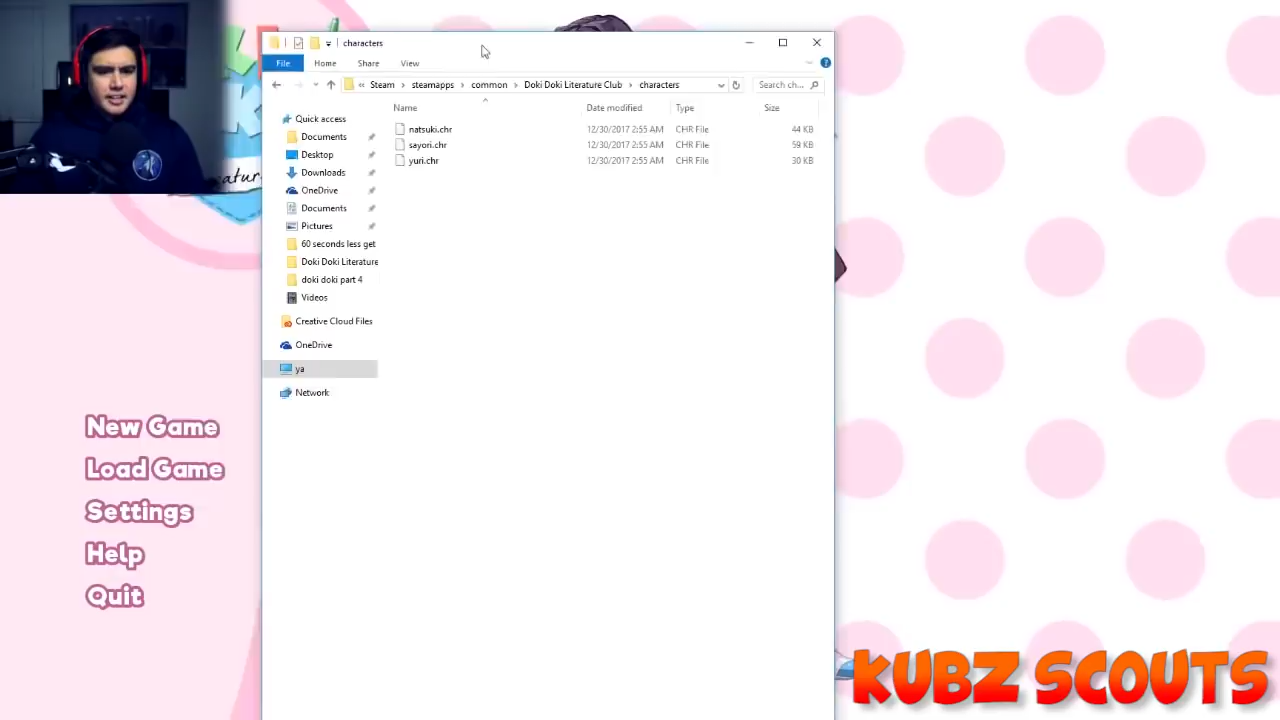 characters
File Home Share View
« Steam › steamapps › common › Doki Doki Literature Club › characters Search ch...
Name Date modified Type Size
natsuki.chr 12/30/2017 2:55 AM CHR File 44 KB
sayori.chr 12/30/2017 2:55 AM CHR File 59 KB
yuri.chr 12/30/2017 2:55 AM CHR File 30 KB
Quick access
Documents
Desktop
Downloads
OneDrive
Documents
Pictures
60 seconds less get
Doki Doki Literature
doki doki part 4
Videos
Creative Cloud Files
OneDrive
ya
Network
New Game
Load Game
Settings
Help
Quit
KUBZ SCOUTS